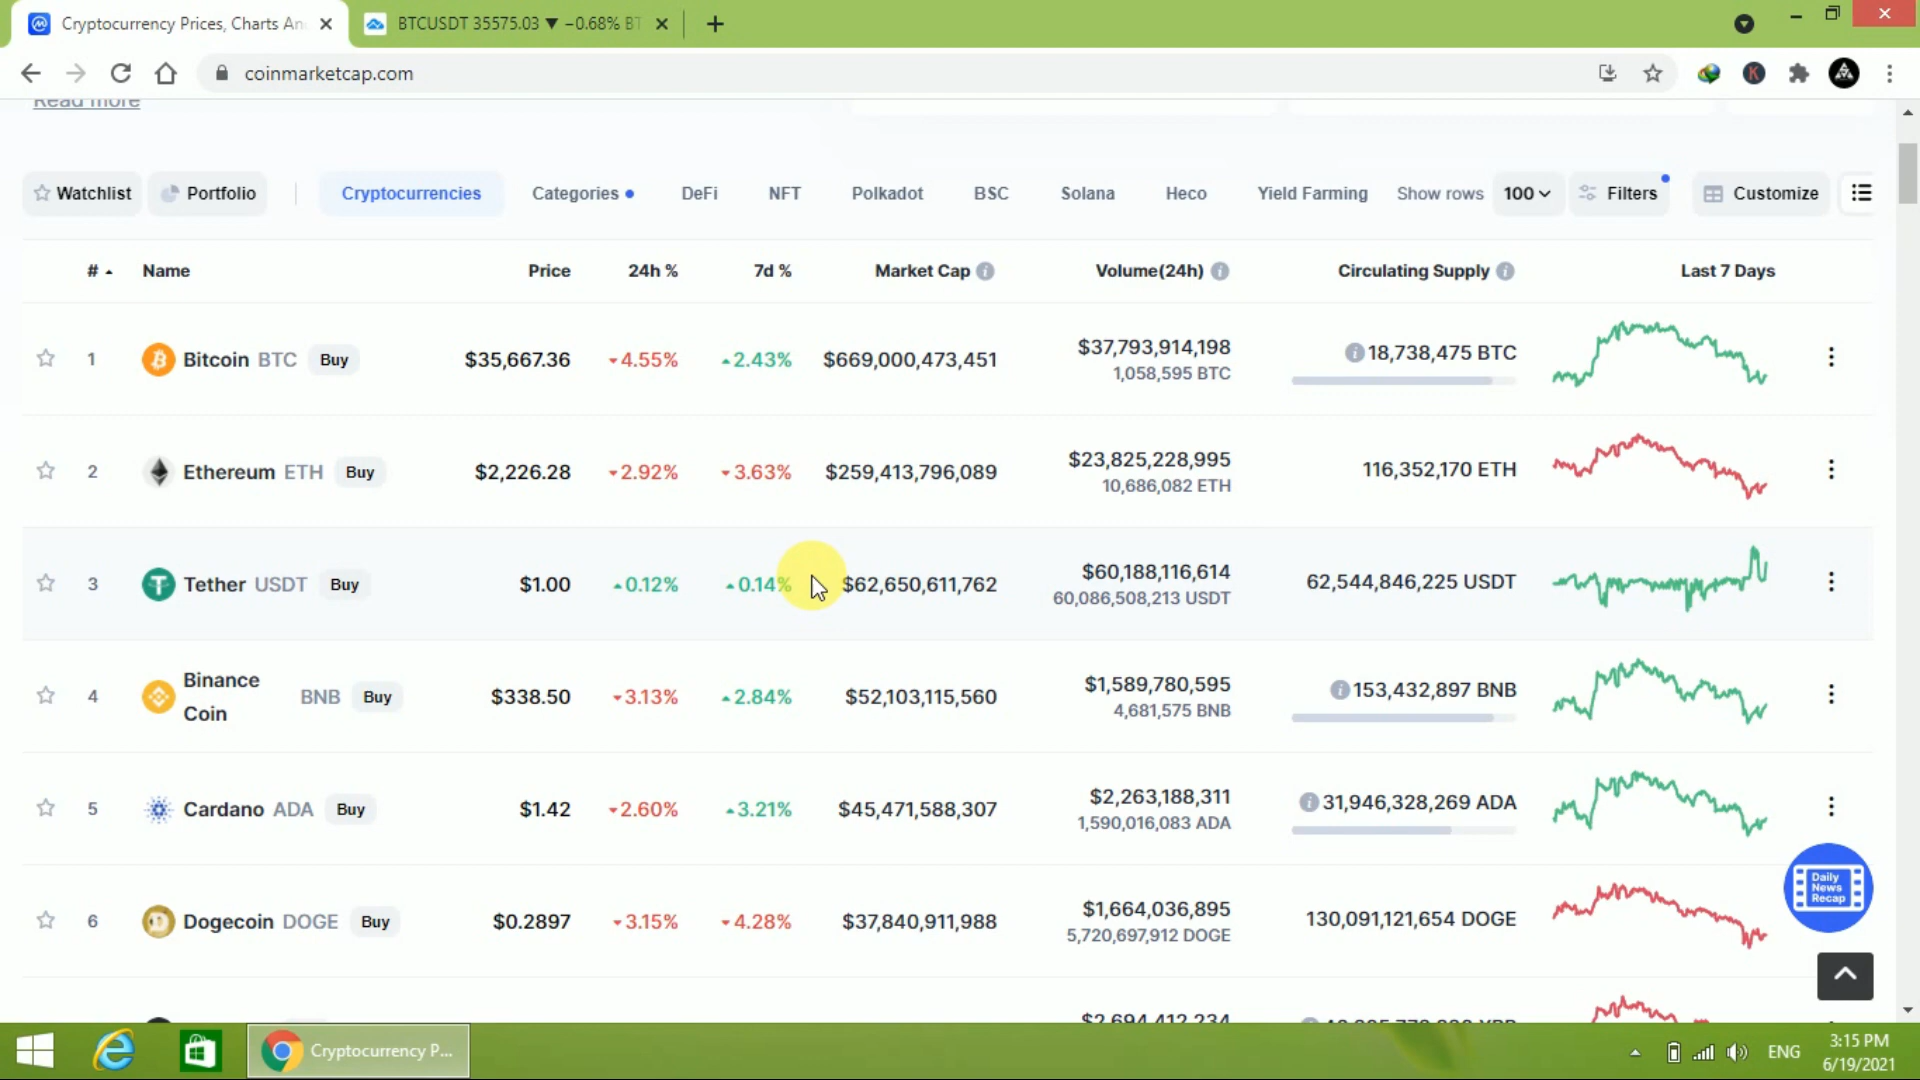 Cryptocurrency Prices, Charts An
BTCUSDT 35575.03 ▼ −0.68% BT
coinmarketcap.com
Read more
Watchlist
Portfolio
Cryptocurrencies
Categories
DeFi
NFT
Polkadot
BSC
Solana
Heco
Yield Farming
Show rows
100
Filters
Customize
# Name Price 24h % 7d % Market Cap Volume(24h) Circulating Supply Last 7 Days
1 Bitcoin BTC Buy $35,667.36 4.55% 2.43% $669,000,473,451 $37,793,914,198 18,738,475 BTC
1,058,595 BTC
2 Ethereum ETH Buy $2,226.28 2.92% 3.63% $259,413,796,089 $23,825,228,995 116,352,170 ETH
10,686,082 ETH
3 Tether USDT Buy $1.00 0.12% 0.14% $62,650,611,762 $60,188,116,614 62,544,846,225 USDT
60,086,508,213 USDT
4 Binance
Coin
BNB Buy $338.50 3.13% 2.84% $52,103,115,560 $1,589,780,595 153,432,897 BNB
4,681,575 BNB
5 Cardano ADA Buy $1.42 2.60% 3.21% $45,471,588,307 $2,263,188,311 31,946,328,269 ADA
1,590,016,083 ADA
6 Dogecoin DOGE Buy $0.2897 3.15% 4.28% $37,840,911,988 $1,664,036,895 130,091,121,654 DOGE
5,720,697,912 DOGE
Daily
News
Recap
$2,694,412,234
Cryptocurrency P...
ENG
3:15 PM
6/19/2021